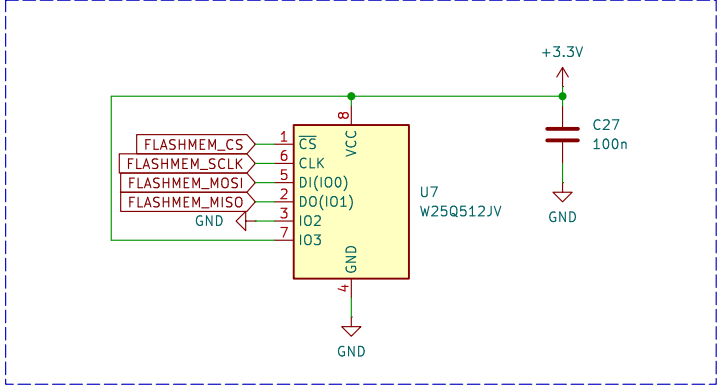 +3.3V
8
VCC
C27
100n
FLASHMEM_CS 1 CS
FLASHMEM_SCLK 6 CLK
FLASHMEM_MOSI 5 DI(IO0)
FLASHMEM_MISO 2 DO(IO1)
GND 3 IO2
7 IO3
U7
W25Q512JV
GND
GND
4
GND